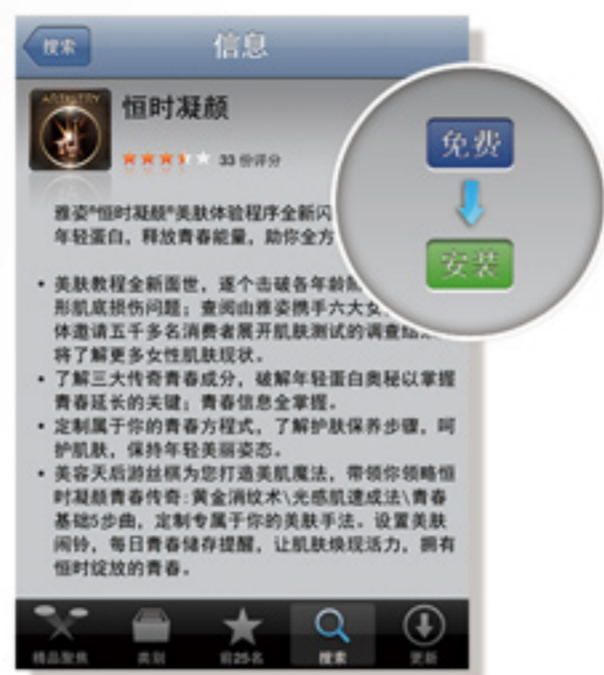 搜索
信息
恒时凝颜
33 份评分
免费
安装
雅姿®恒时凝颜®美肤体验程序全新闪
年轻蛋白，释放青春能量，助你全方
• 美肤教程全新面世，逐个击破各年龄
形肌底损伤问题；查阅由雅姿携手六大女
体邀请五千多名消费者展开肌肤测试的调查结
将了解更多女性肌肤现状。
• 了解三大传奇青春成分，破解年轻蛋白奥秘以掌握
青春延长的关键；青春信息全掌握。
• 定制属于你的青春方程式，了解护肤保养步骤，呵
护肌肤，保持年轻美丽姿态。
• 美容天后游丝棋为您打造美肌魔法，带领你领略恒
时凝颜青春传奇:黄金消纹术\光感肌速成法\青春
基础5步曲，定制专属于你的美肤手法。设置美肤
闹铃，每日青春储存提醒，让肌肤焕现活力，拥有
恒时绽放的青春。
精品聚焦
类别
前25名
搜索
更新